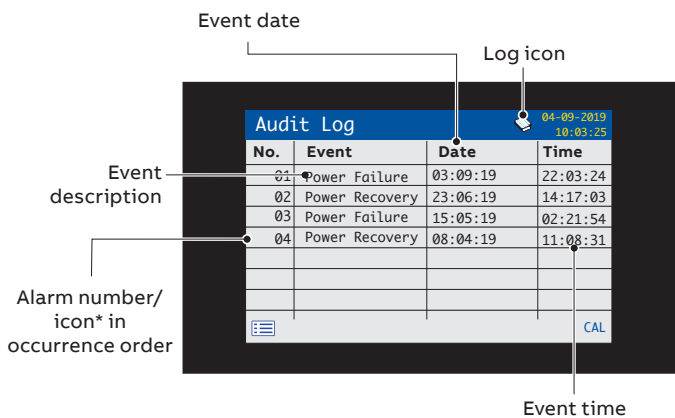 Event date
Log icon
Audit Log
04-09-2019
10:03:25
No. Event Date Time
01 Power Failure 03:09:19 22:03:24
02 Power Recovery 23:06:19 14:17:03
03 Power Failure 15:05:19 02:21:54
04 Power Recovery 08:04:19 11:08:31
CAL
Event
description
Alarm number/
icon* in
occurrence order
Event time